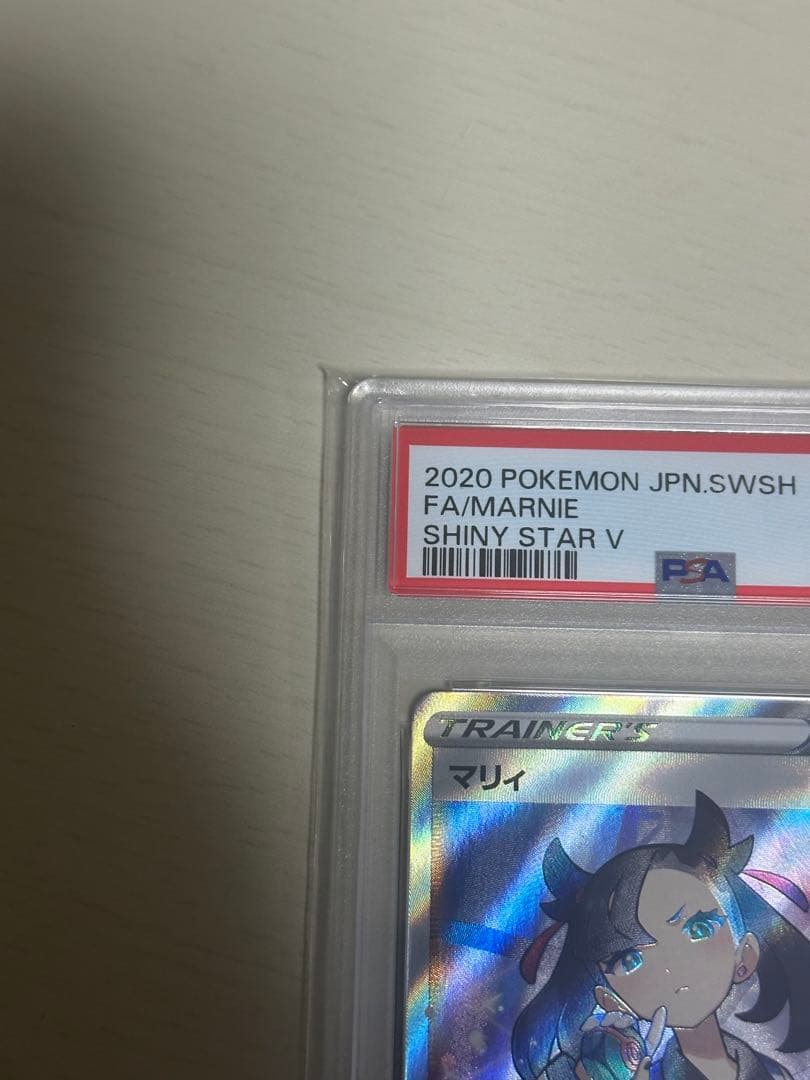 2020 POKEMON JPN.SWSH
FA/MARNIE
SHINY STAR V
PSA
TRAINER'S
マリィ